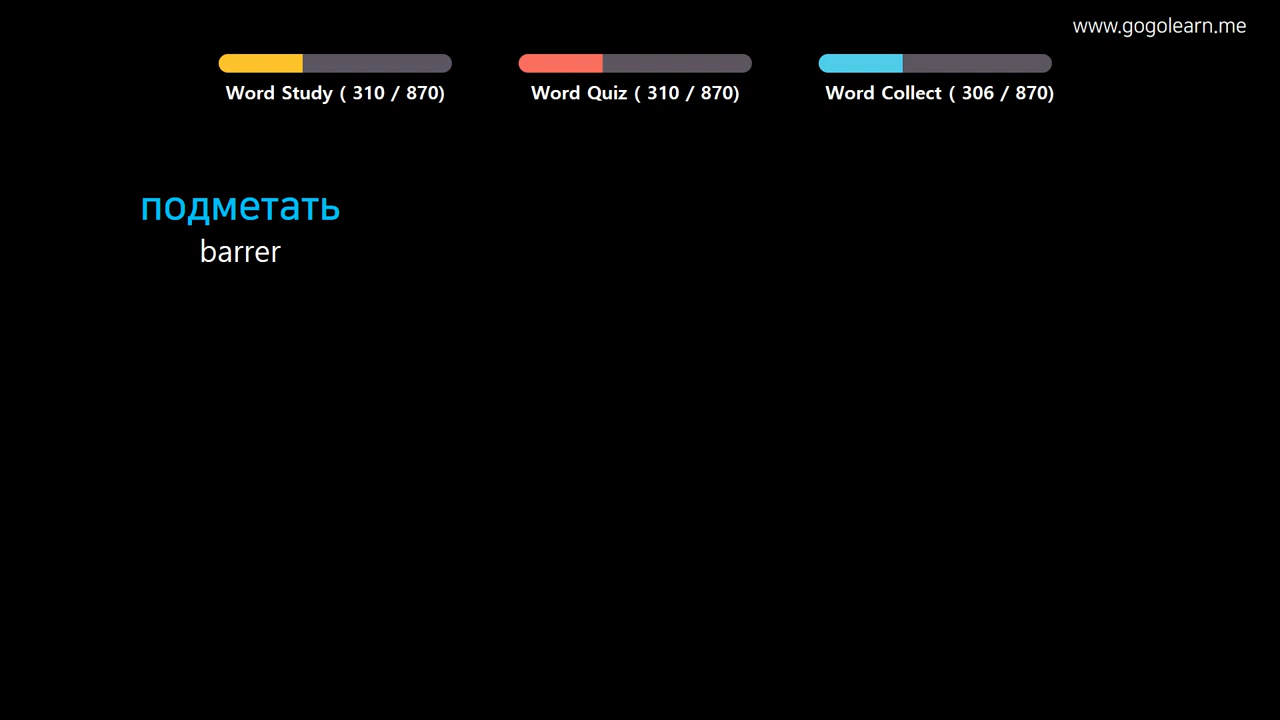 www.gogolearn.me
Word Study ( 310 / 870)
Word Quiz ( 310 / 870)
Word Collect ( 306 / 870)
подметать
barrer